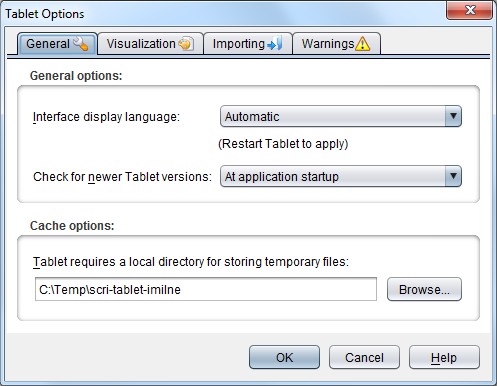 Tablet Options
General Visualization Importing Warnings
General options:
Interface display language: Automatic
(Restart Tablet to apply)
Check for newer Tablet versions: At application startup
Cache options:
Tablet requires a local directory for storing temporary files:
C:\Temp\scri-tablet-imilne Browse...
OK Cancel Help